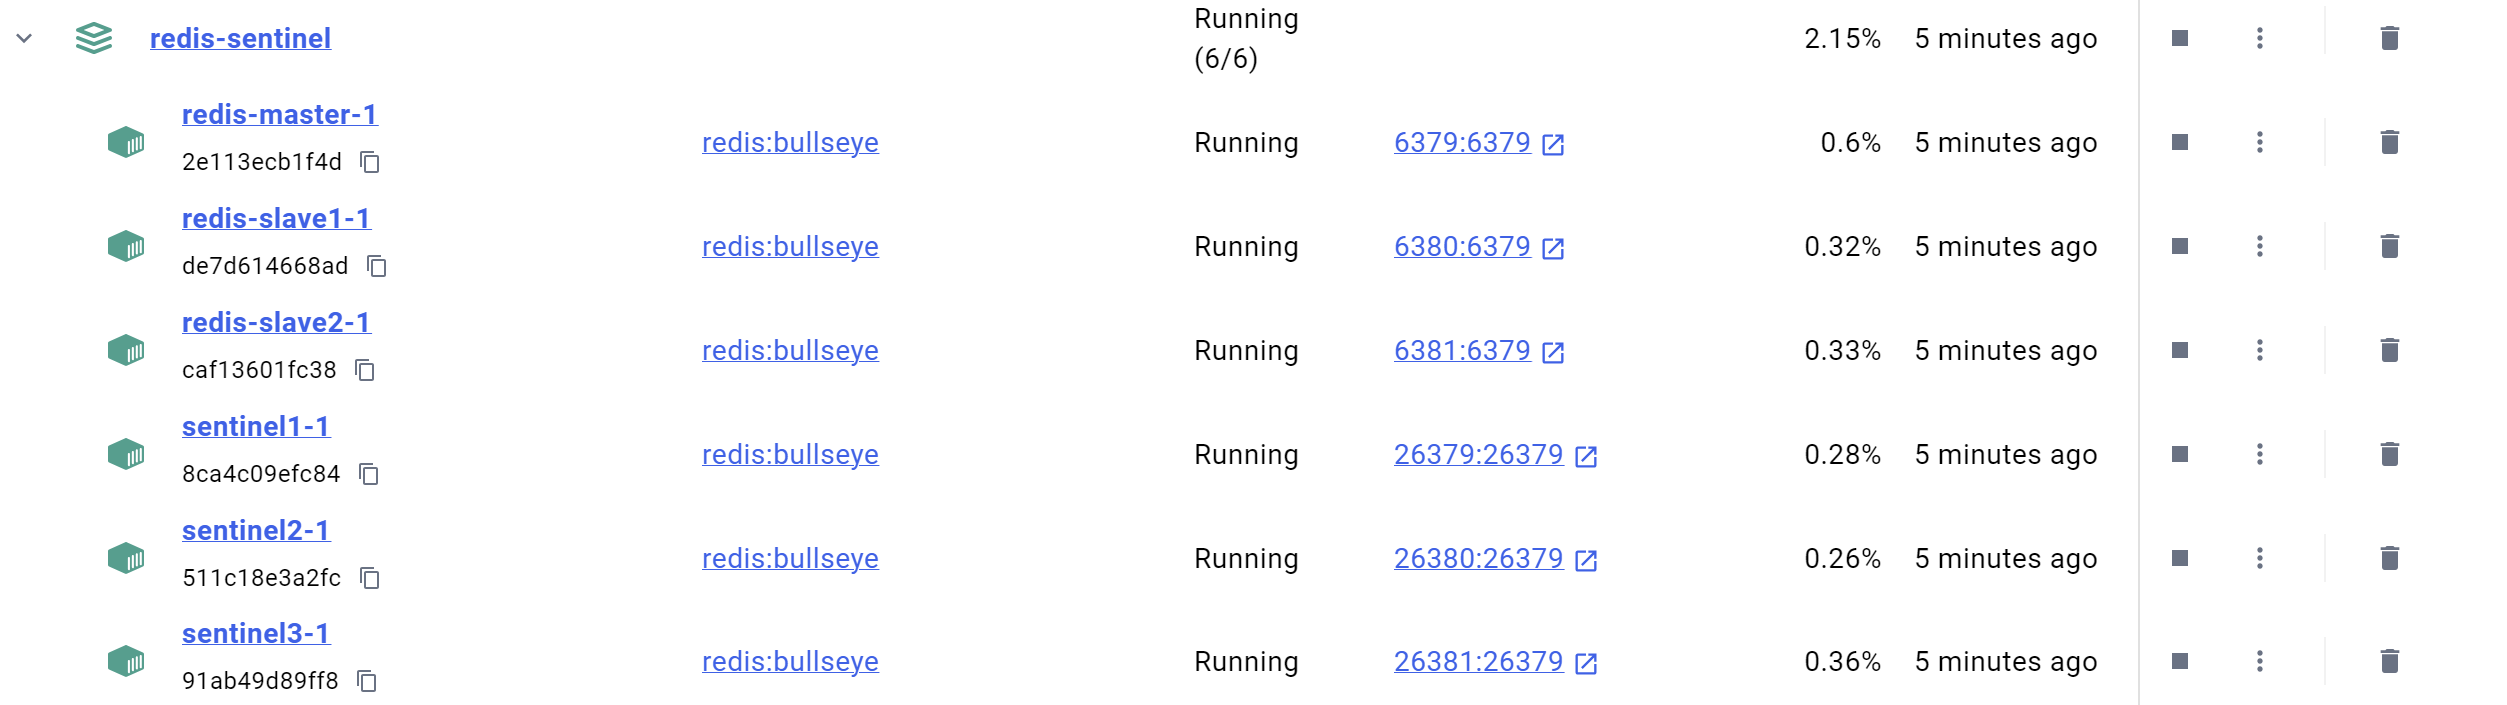 redis-sentinel Running (6/6) 2.15% 5 minutes ago
redis-master-1
2e113ecb1f4d redis:bullseye Running 6379:6379 0.6% 5 minutes ago
redis-slave1-1
de7d614668ad redis:bullseye Running 6380:6379 0.32% 5 minutes ago
redis-slave2-1
caf13601fc38 redis:bullseye Running 6381:6379 0.33% 5 minutes ago
sentinel1-1
8ca4c09efc84 redis:bullseye Running 26379:26379 0.28% 5 minutes ago
sentinel2-1
511c18e3a2fc redis:bullseye Running 26380:26379 0.26% 5 minutes ago
sentinel3-1
91ab49d89ff8 redis:bullseye Running 26381:26379 0.36% 5 minutes ago